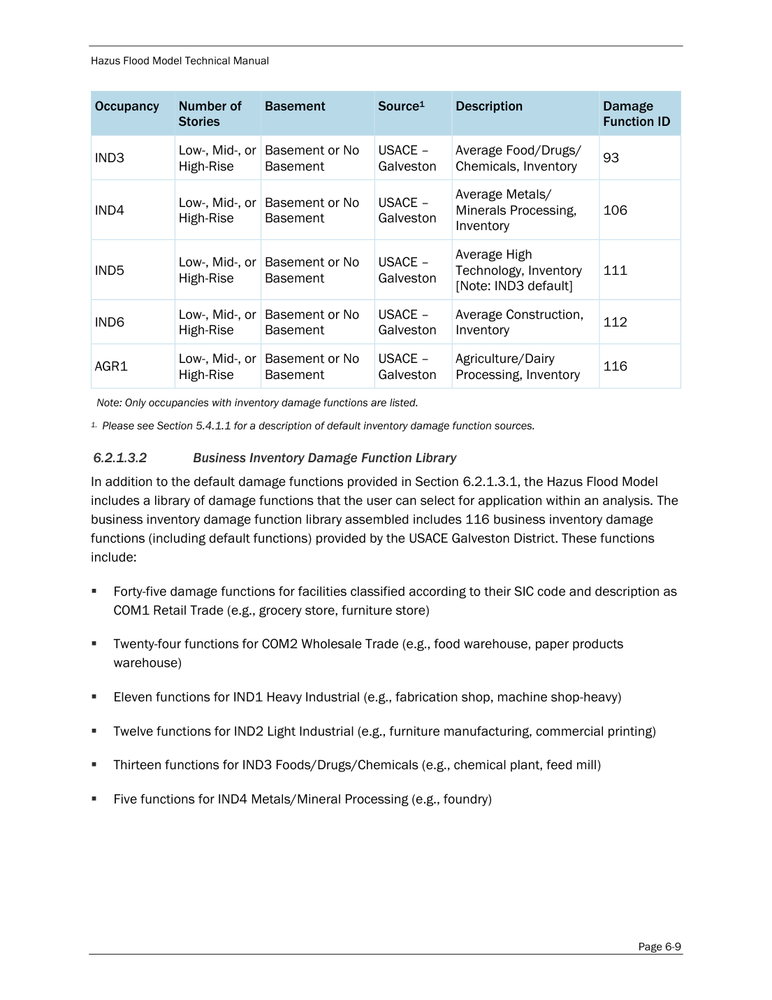 Hazus Flood Model Technical Manual
Occupancy
Number of
Stories
Basement
Source1
Description
Damage
Function ID
IND3
Low-, Mid-, or
High-Rise
Basement or No
Basement
USACE –
Galveston
Average Food/Drugs/
Chemicals, Inventory
93
IND4
Low-, Mid-, or
High-Rise
Basement or No
Basement
USACE –
Galveston
Average Metals/
Minerals Processing,
Inventory
106
IND5
Low-, Mid-, or
High-Rise
Basement or No
Basement
USACE –
Galveston
Average High
Technology, Inventory
[Note: IND3 default]
111
IND6
Low-, Mid-, or
High-Rise
Basement or No
Basement
USACE –
Galveston
Average Construction,
Inventory
112
AGR1
Low-, Mid-, or
High-Rise
Basement or No
Basement
USACE –
Galveston
Agriculture/Dairy
Processing, Inventory
116
Note: Only occupancies with inventory damage functions are listed.
1. Please see Section 5.4.1.1 for a description of default inventory damage function sources.
6.2.1.3.2 Business Inventory Damage Function Library
In addition to the default damage functions provided in Section 6.2.1.3.1, the Hazus Flood Model
includes a library of damage functions that the user can select for application within an analysis. The
business inventory damage function library assembled includes 116 business inventory damage
functions (including default functions) provided by the USACE Galveston District. These functions
include:
▪ Forty-five damage functions for facilities classified according to their SIC code and description as
COM1 Retail Trade (e.g., grocery store, furniture store)
▪ Twenty-four functions for COM2 Wholesale Trade (e.g., food warehouse, paper products
warehouse)
▪ Eleven functions for IND1 Heavy Industrial (e.g., fabrication shop, machine shop-heavy)
▪ Twelve functions for IND2 Light Industrial (e.g., furniture manufacturing, commercial printing)
▪ Thirteen functions for IND3 Foods/Drugs/Chemicals (e.g., chemical plant, feed mill)
▪ Five functions for IND4 Metals/Mineral Processing (e.g., foundry)
Page 6-9